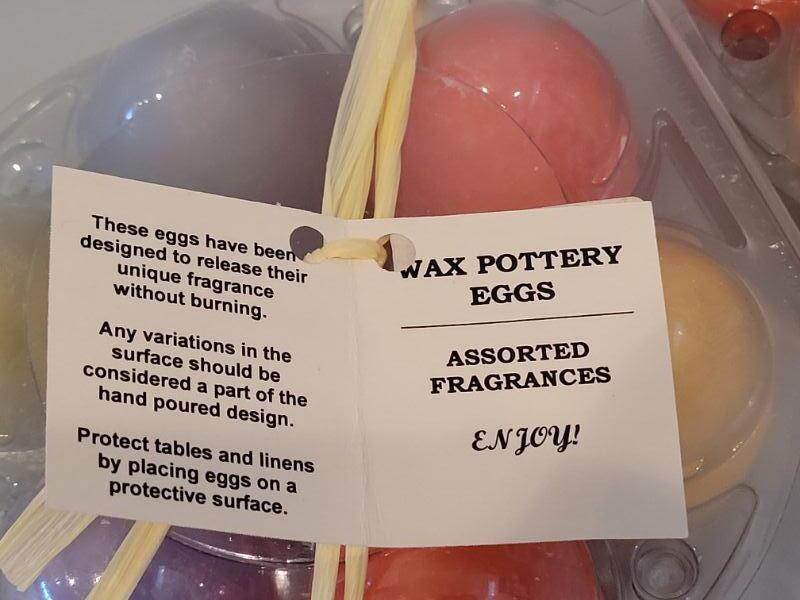 These eggs have been
designed to release their
unique fragrance
without burning.
Any variations in the
surface should be
considered a part of the
hand poured design.
Protect tables and linens
by placing eggs on a
protective surface.
WAX POTTERY
EGGS
ASSORTED
FRAGRANCES
ENJOY!